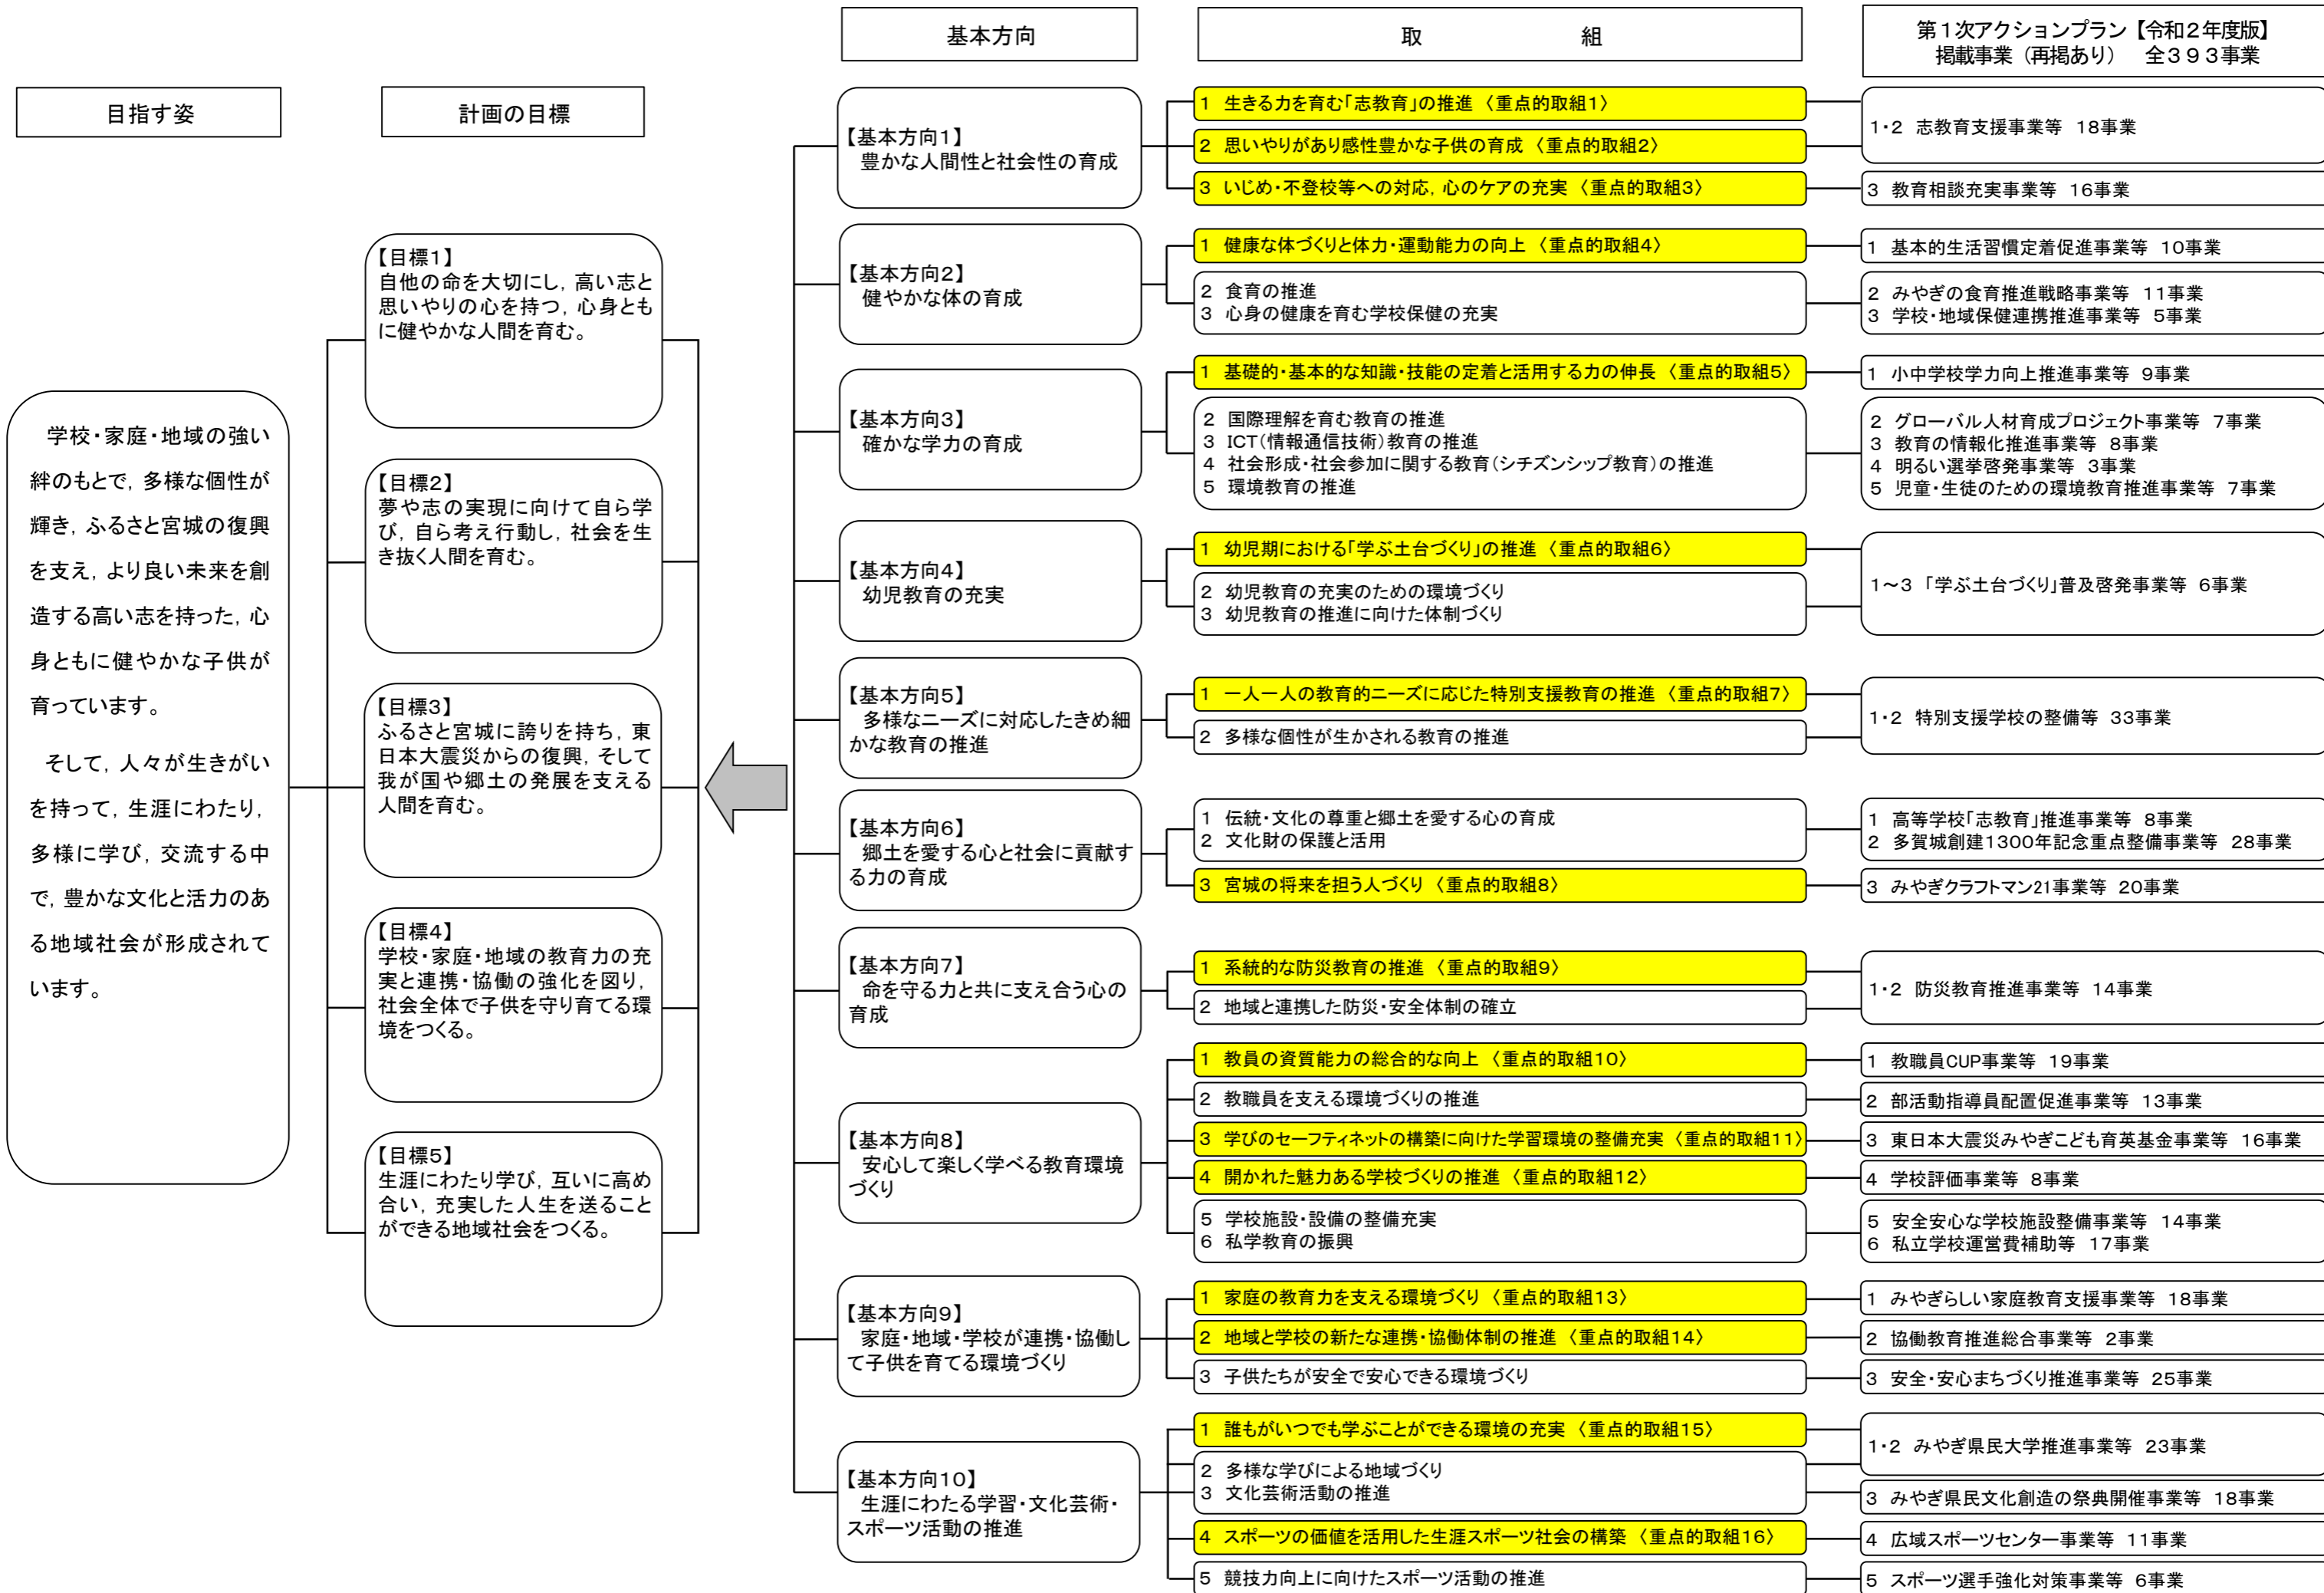 目指す姿
計画の目標
基本方向
取　　　　　組
第１次アクションプラン【令和２年度版】
掲載事業（再掲あり）　全３９３事業
学校・家庭・地域の強い
絆のもとで，多様な個性が
輝き，ふるさと宮城の復興
を支え，より良い未来を創
造する高い志を持った，心
身ともに健やかな子供が
育っています。
そして，人々が生きがい
を持って，生涯にわたり，
多様に学び，交流する中
で，豊かな文化と活力のあ
る地域社会が形成されて
います。
【目標１】
自他の命を大切にし，高い志と
思いやりの心を持つ，心身とも
に健やかな人間を育む。
【目標２】
夢や志の実現に向けて自ら学
び，自ら考え行動し，社会を生
き抜く人間を育む。
【目標３】
ふるさと宮城に誇りを持ち，東
日本大震災からの復興，そして
我が国や郷土の発展を支える
人間を育む。
【目標４】
学校・家庭・地域の教育力の充
実と連携・協働の強化を図り，
社会全体で子供を守り育てる環
境をつくる。
【目標５】
生涯にわたり学び，互いに高め
合い，充実した人生を送ること
ができる地域社会をつくる。
【基本方向１】
豊かな人間性と社会性の育成
１ 生きる力を育む「志教育」の推進 〈重点的取組１〉
２ 思いやりがあり感性豊かな子供の育成 〈重点的取組２〉
３ いじめ・不登校等への対応，心のケアの充実 〈重点的取組３〉
１・２ 志教育支援事業等 18事業
３ 教育相談充実事業等 16事業
【基本方向２】
健やかな体の育成
１ 健康な体づくりと体力・運動能力の向上 〈重点的取組４〉
２ 食育の推進
３ 心身の健康を育む学校保健の充実
１ 基本的生活習慣定着促進事業等 10事業
２ みやぎの食育推進戦略事業等 11事業
３ 学校・地域保健連携推進事業等 5事業
【基本方向３】
確かな学力の育成
１ 基礎的・基本的な知識・技能の定着と活用する力の伸長 〈重点的取組５〉
２ 国際理解を育む教育の推進
３ ICT（情報通信技術）教育の推進
４ 社会形成・社会参加に関する教育（シチズンシップ教育）の推進
５ 環境教育の推進
１ 小中学校学力向上推進事業等 9事業
２ グローバル人材育成プロジェクト事業等 7事業
３ 教育の情報化推進事業等 8事業
４ 明るい選挙啓発事業等 3事業
５ 児童・生徒のための環境教育推進事業等 7事業
【基本方向４】
幼児教育の充実
１ 幼児期における「学ぶ土台づくり」の推進 〈重点的取組６〉
２ 幼児教育の充実のための環境づくり
３ 幼児教育の推進に向けた体制づくり
１～３ 「学ぶ土台づくり」普及啓発事業等 6事業
【基本方向５】
多様なニーズに対応したきめ細
かな教育の推進
１ 一人一人の教育的ニーズに応じた特別支援教育の推進 〈重点的取組７〉
２ 多様な個性が生かされる教育の推進
１・２ 特別支援学校の整備等 33事業
【基本方向６】
郷土を愛する心と社会に貢献す
る力の育成
１ 伝統・文化の尊重と郷土を愛する心の育成
２ 文化財の保護と活用
３ 宮城の将来を担う人づくり 〈重点的取組８〉
１ 高等学校「志教育」推進事業等 8事業
２ 多賀城創建1300年記念重点整備事業等 28事業
３ みやぎクラフトマン21事業等 20事業
【基本方向７】
命を守る力と共に支え合う心の
育成
１ 系統的な防災教育の推進 〈重点的取組９〉
２ 地域と連携した防災・安全体制の確立
１・２ 防災教育推進事業等 14事業
【基本方向８】
安心して楽しく学べる教育環境
づくり
１ 教員の資質能力の総合的な向上 〈重点的取組１０〉
２ 教職員を支える環境づくりの推進
３ 学びのセーフティネットの構築に向けた学習環境の整備充実 〈重点的取組１１〉
４ 開かれた魅力ある学校づくりの推進 〈重点的取組１２〉
５ 学校施設・設備の整備充実
６ 私学教育の振興
１ 教職員CUP事業等 19事業
２ 部活動指導員配置促進事業等 13事業
３ 東日本大震災みやぎこども育英基金事業等 16事業
４ 学校評価事業等 8事業
５ 安全安心な学校施設整備事業等 14事業
６ 私立学校運営費補助等 17事業
【基本方向９】
家庭・地域・学校が連携・協働し
て子供を育てる環境づくり
１ 家庭の教育力を支える環境づくり 〈重点的取組１３〉
２ 地域と学校の新たな連携・協働体制の推進 〈重点的取組１４〉
３ 子供たちが安全で安心できる環境づくり
１ みやぎらしい家庭教育支援事業等 18事業
２ 協働教育推進総合事業等 2事業
３ 安全・安心まちづくり推進事業等 25事業
【基本方向１０】
生涯にわたる学習・文化芸術・
スポーツ活動の推進
１ 誰もがいつでも学ぶことができる環境の充実 〈重点的取組１５〉
２ 多様な学びによる地域づくり
３ 文化芸術活動の推進
４ スポーツの価値を活用した生涯スポーツ社会の構築 〈重点的取組１６〉
５ 競技力向上に向けたスポーツ活動の推進
１・２ みやぎ県民大学推進事業等 23事業
３ みやぎ県民文化創造の祭典開催事業等 18事業
４ 広域スポーツセンター事業等 11事業
５ スポーツ選手強化対策事業等 6事業